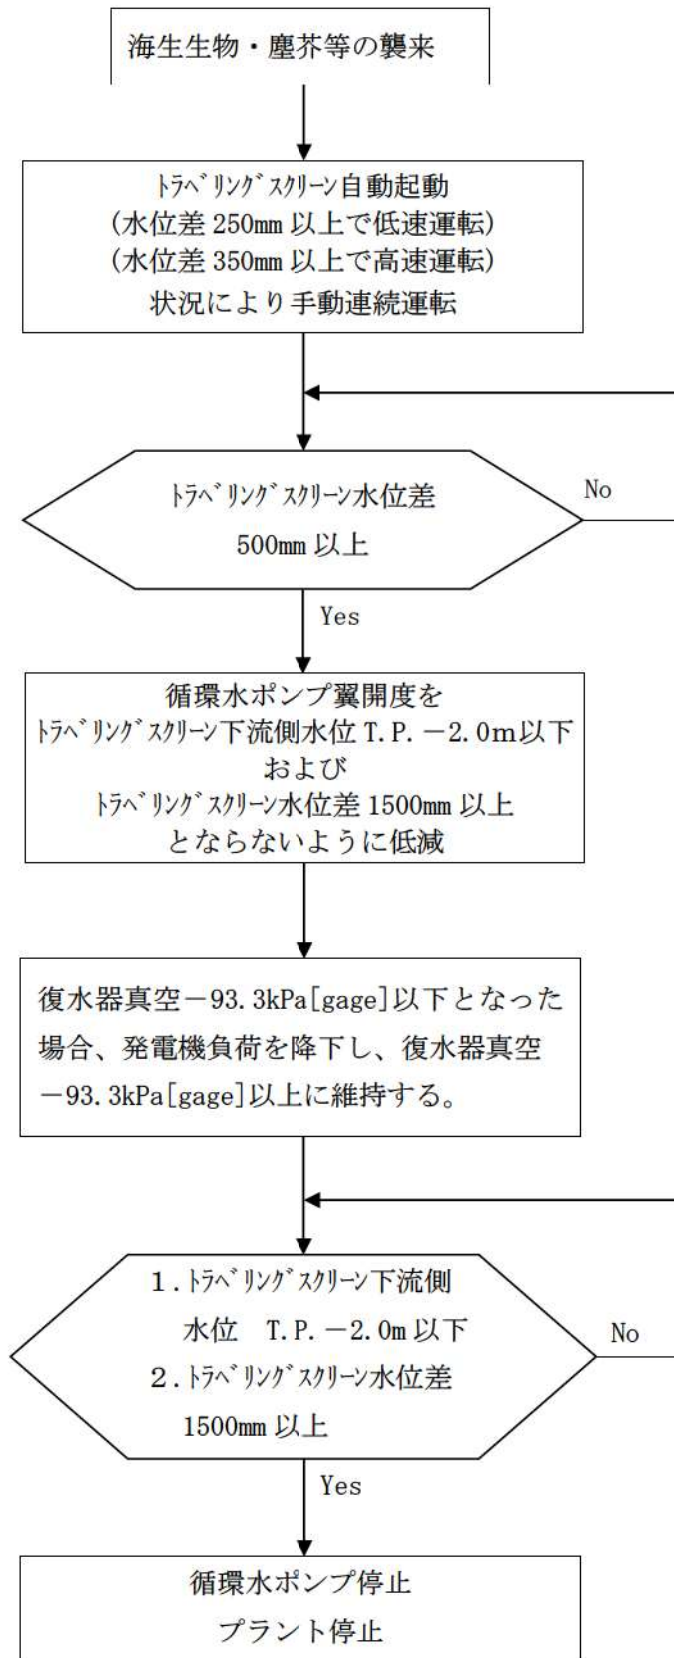 海生生物・塵芥等の襲来
ﾄﾗﾍﾞﾘﾝｸﾞｽｸﾘｰﾝ自動起動
(水位差 250mm 以上で低速運転)
(水位差 350mm 以上で高速運転)
状況により手動連続運転
ﾄﾗﾍﾞﾘﾝｸﾞｽｸﾘｰﾝ水位差
500mm 以上
No
Yes
循環水ポンプ翼開度を
ﾄﾗﾍﾞﾘﾝｸﾞｽｸﾘｰﾝ下流側水位 T.P.－2.0ｍ以下
および
ﾄﾗﾍﾞﾘﾝｸﾞｽｸﾘｰﾝ水位差 1500mm 以上
とならないように低減
復水器真空－93.3kPa[gage]以下となった
場合、発電機負荷を降下し、復水器真空
－93.3kPa[gage]以上に維持する。
１.ﾄﾗﾍﾞﾘﾝｸﾞｽｸﾘｰﾝ下流側
水位　T.P.－2.0m 以下
２.ﾄﾗﾍﾞﾘﾝｸﾞｽｸﾘｰﾝ水位差
1500mm 以上
No
Yes
循環水ポンプ停止
プラント停止